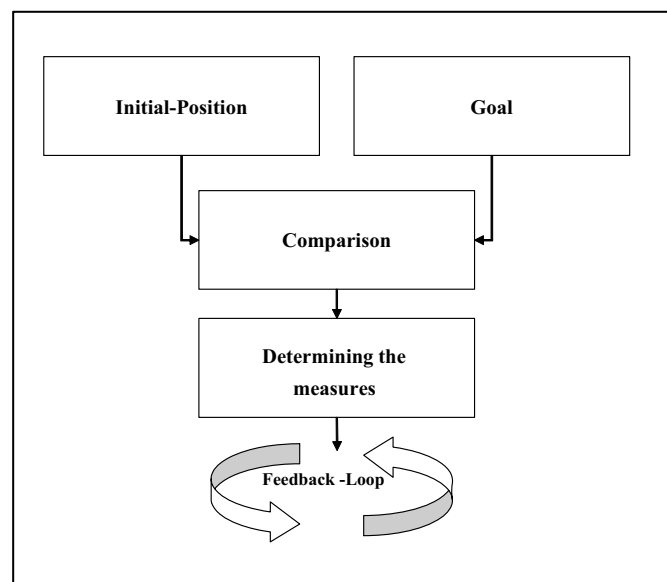 Initial-Position
Goal
Comparison
Determining the
measures
Feedback -Loop